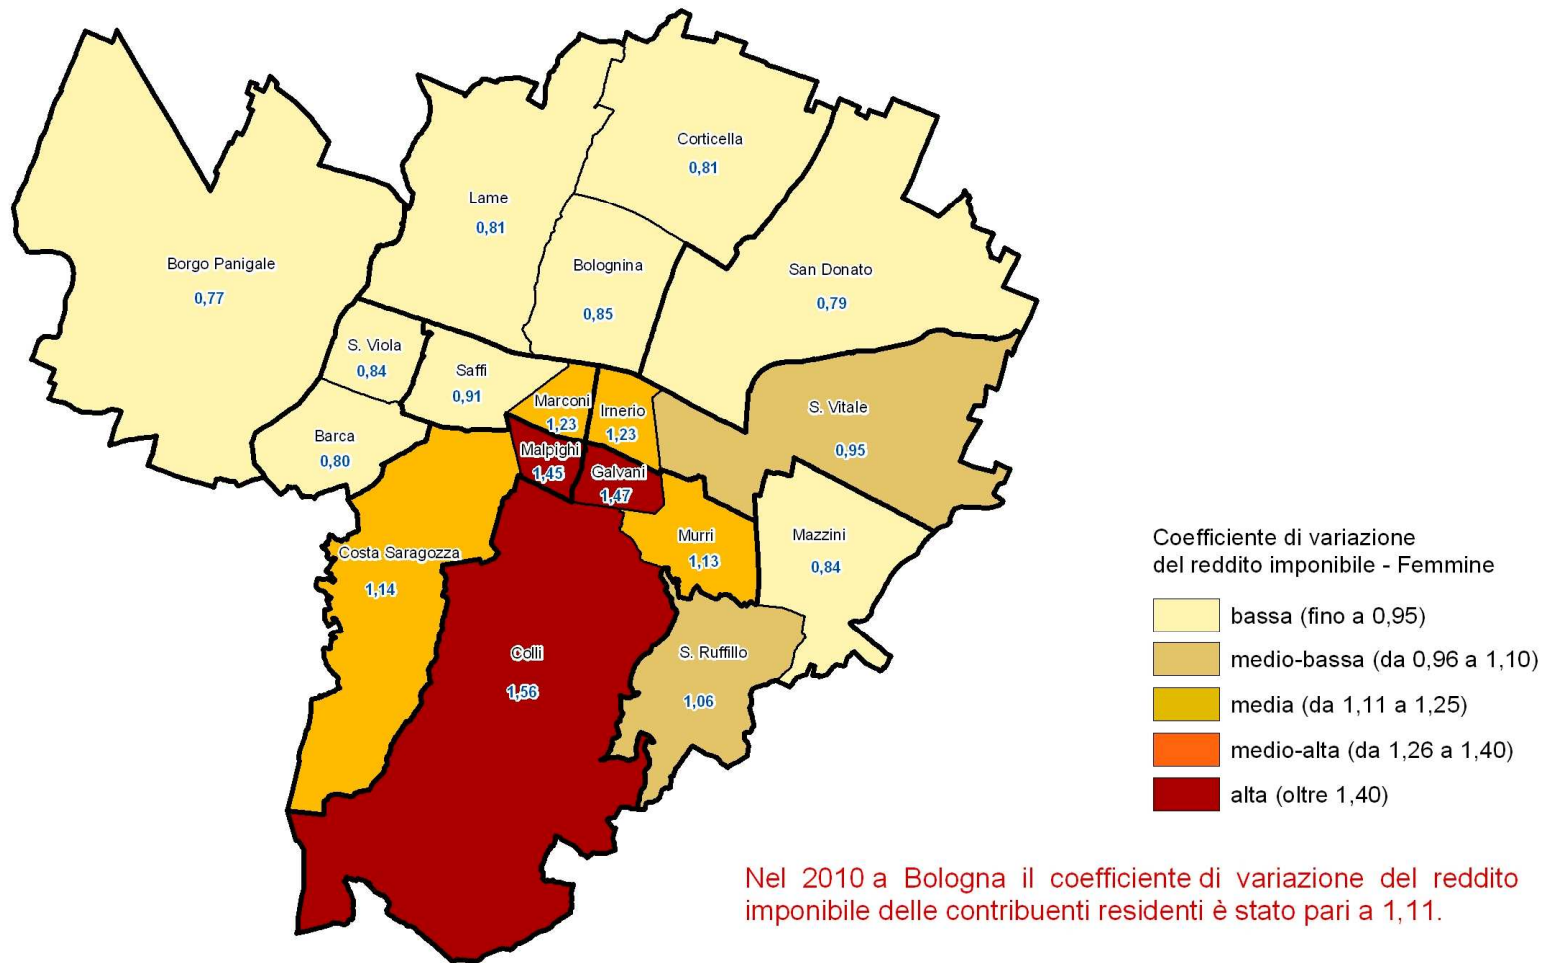 Corticella
0,81
Lame
0,81
Borgo Panigale
0,77
Bolognina
0,85
San Donato
0,79
S. Viola
0,84
Saffi
0,91
Marconi
1,23
Irnerio
1,23
S. Vitale
0,95
Barca
0,80
Malpighi
1,45
Galvani
1,47
Costa Saragozza
1,14
Murri
1,13
Mazzini
0,84
Colli
1,56
S. Ruffillo
1,06
Coefficiente di variazione
del reddito imponibile - Femmine
bassa (fino a 0,95)
medio-bassa (da 0,96 a 1,10)
media (da 1,11 a 1,25)
medio-alta (da 1,26 a 1,40)
alta (oltre 1,40)
Nel 2010 a Bologna il coefficiente di variazione del reddito
imponibile delle contribuenti residenti è stato pari a 1,11.